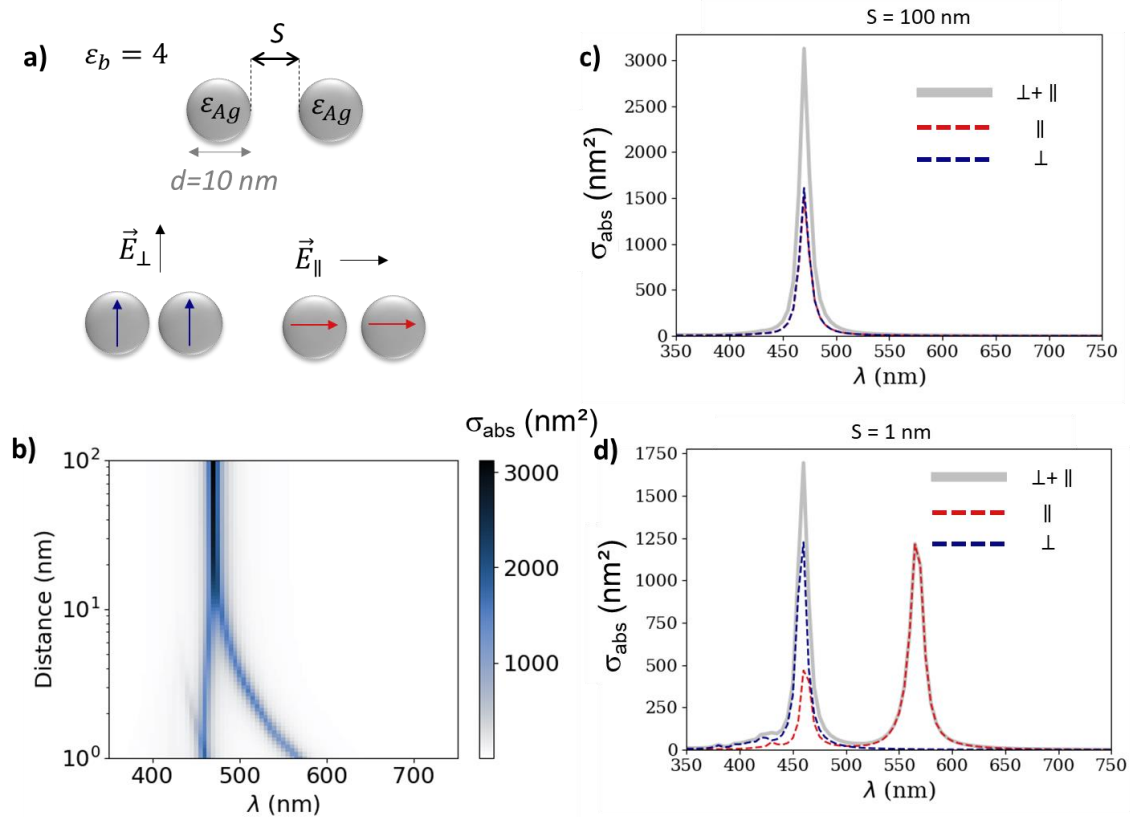 a)
ε_b = 4
S
ε_Ag
ε_Ag
d=10 nm
E⃗_⊥
E⃗_∥
b)
σ_abs (nm²)
Distance (nm)
10²
10¹
10⁰
400
500
600
700
λ (nm)
3000
2000
1000
c)
S = 100 nm
σ_abs (nm²)
3000
2500
2000
1500
1000
500
0
⊥+ ∥
∥
⊥
350
400
450
500
550
600
650
700
750
λ (nm)
d)
S = 1 nm
σ_abs (nm²)
1750
1500
1250
1000
750
500
250
0
⊥+ ∥
∥
⊥
350
400
450
500
550
600
650
700
750
λ (nm)